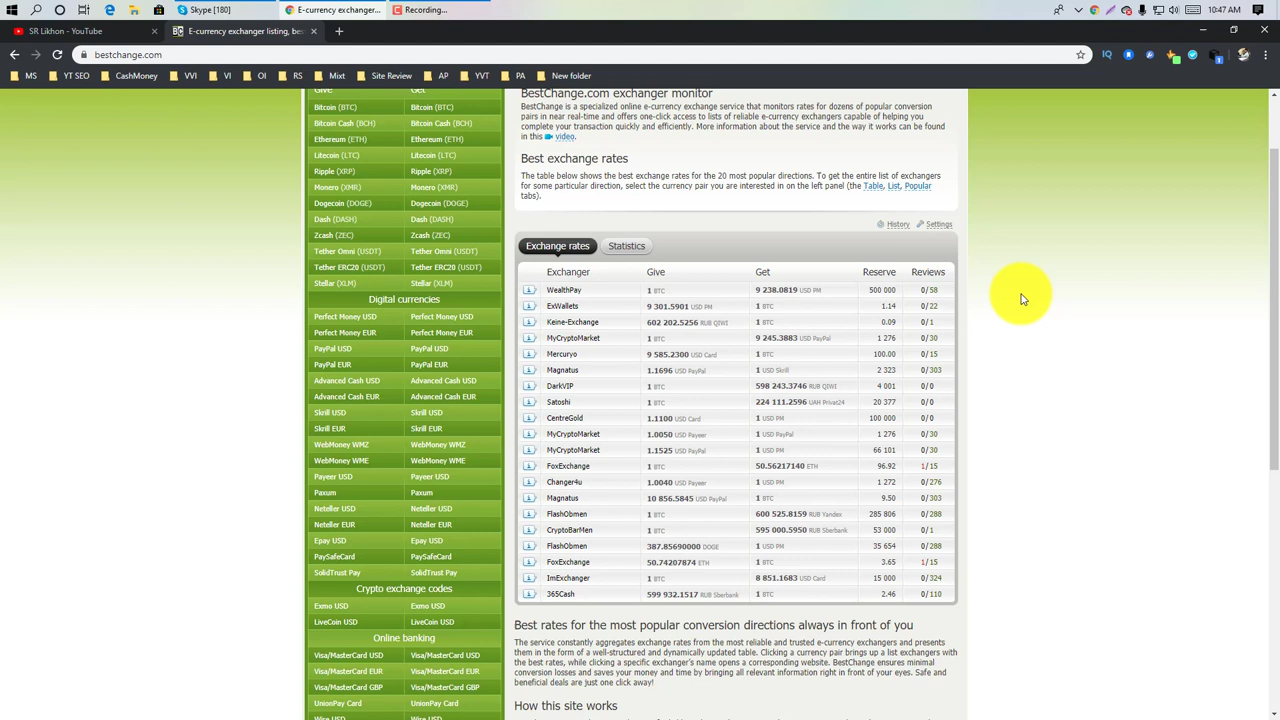 Skype [180]
E-currency exchanger...
Recording...
10:47 AM
SR Likhon - YouTube
E-currency exchanger listing, bes
bestchange.com
MS
YT SEO
CashMoney
VVI
VI
OI
RS
Mixt
Site Review
AP
YVT
PA
New folder
Give Get
Bitcoin (BTC) Bitcoin (BTC)
Bitcoin Cash (BCH) Bitcoin Cash (BCH)
Ethereum (ETH) Ethereum (ETH)
Litecoin (LTC) Litecoin (LTC)
Ripple (XRP) Ripple (XRP)
Monero (XMR) Monero (XMR)
Dogecoin (DOGE) Dogecoin (DOGE)
Dash (DASH) Dash (DASH)
Zcash (ZEC) Zcash (ZEC)
Tether Omni (USDT) Tether Omni (USDT)
Tether ERC20 (USDT) Tether ERC20 (USDT)
Stellar (XLM) Stellar (XLM)
Digital currencies
Perfect Money USD Perfect Money USD
Perfect Money EUR Perfect Money EUR
PayPal USD PayPal USD
PayPal EUR PayPal EUR
Advanced Cash USD Advanced Cash USD
Advanced Cash EUR Advanced Cash EUR
Skrill USD Skrill USD
Skrill EUR Skrill EUR
WebMoney WMZ WebMoney WMZ
WebMoney WME WebMoney WME
Payeer USD Payeer USD
Paxum Paxum
Neteller USD Neteller USD
Neteller EUR Neteller EUR
Epay USD Epay USD
PaySafeCard PaySafeCard
SolidTrust Pay SolidTrust Pay
Crypto exchange codes
Exmo USD Exmo USD
LiveCoin USD LiveCoin USD
Online banking
Visa/MasterCard USD Visa/MasterCard USD
Visa/MasterCard EUR Visa/MasterCard EUR
Visa/MasterCard GBP Visa/MasterCard GBP
UnionPay Card UnionPay Card
Wire USD Wire USD
BestChange.com exchanger monitor
BestChange is a specialized online e-currency exchange service that monitors rates for dozens of popular conversion
pairs in near real-time and offers one-click access to lists of reliable e-currency exchangers capable of helping you
complete your transaction quickly and efficiently. More information about the service and the way it works can be found
in this video.
Best exchange rates
The table below shows the best exchange rates for the 20 most popular directions. To get the entire list of exchangers
for some particular direction, select the currency pair you are interested in on the left panel (the Table, List, Popular
tabs).
History Settings
Exchange rates Statistics
Exchanger Give Get Reserve Reviews
WealthPay 1 BTC 9 238.0819 USD PM 500 000 0/58
ExWallets 9 301.5901 USD PM 1 BTC 1.14 0/22
Keine-Exchange 602 202.5256 RUB QIWI 1 BTC 0.09 0/1
MyCryptoMarket 1 BTC 9 245.3883 USD PayPal 1 276 0/30
Mercuryo 9 585.2300 USD Card 1 BTC 100.00 0/15
Magnatus 1.1696 USD PayPal 1 USD Skrill 2 323 0/303
DarkVIP 1 BTC 598 243.3746 RUB QIWI 4 001 0/0
Satoshi 1 BTC 224 111.2596 UAH Privat24 20 377 0/0
CentreGold 1.1100 USD Card 1 USD PM 100 000 0/0
MyCryptoMarket 1.0050 USD Payeer 1 USD PayPal 1 276 0/30
MyCryptoMarket 1.1525 USD PayPal 1 USD PM 66 101 0/30
FoxExchange 1 BTC 50.56217140 ETH 96.92 1/15
Changer4u 1.0040 USD Payeer 1 USD PM 1 272 0/276
Magnatus 10 856.5845 USD PayPal 1 BTC 9.50 0/303
FlashObmen 1 BTC 600 525.8159 RUB Yandex 285 806 0/288
CryptoBarMen 1 BTC 595 000.5950 RUB Sberbank 53 000 0/1
FlashObmen 387.85690000 DOGE 1 USD PM 35 654 0/288
FoxExchange 50.74207874 ETH 1 BTC 3.65 1/15
ImExchanger 1 BTC 8 851.1683 USD Card 15 000 0/324
365Cash 599 932.1517 RUB Sberbank 1 BTC 2.46 0/110
Best rates for the most popular conversion directions always in front of you
The service constantly aggregates exchange rates from the most reliable and trusted e-currency exchangers and presents
them in the form of a well-structured and dynamically updated table. Clicking a currency pair brings up a list exchangers with
the best rates, while clicking a specific exchanger's name opens a corresponding website. BestChange ensures minimal
conversion losses and saves your money and time by bringing all relevant information right in front of your eyes. Safe and
beneficial deals are just one click away!
How this site works